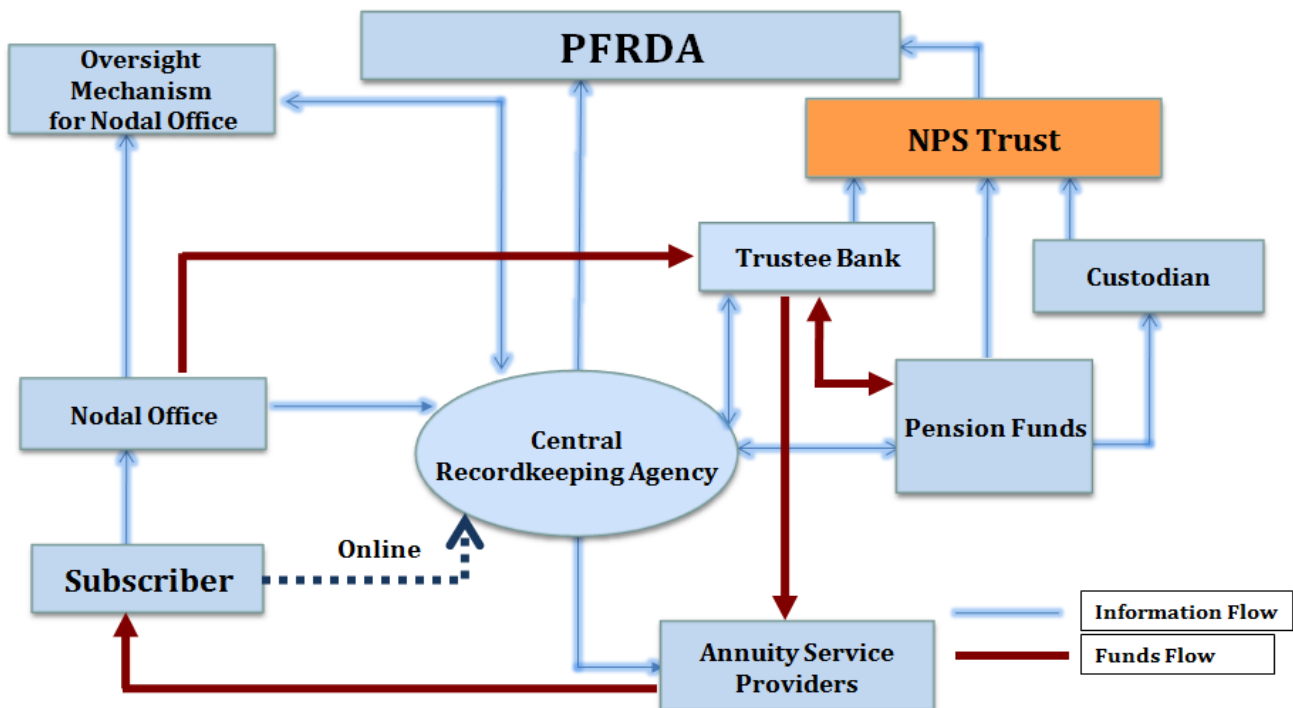 PFRDA
Oversight
Mechanism
for Nodal Office
NPS Trust
Trustee Bank
Custodian
Nodal Office
Pension Funds
Central
Recordkeeping Agency
Online
Subscriber
Information Flow
Annuity Service
Providers
Funds Flow